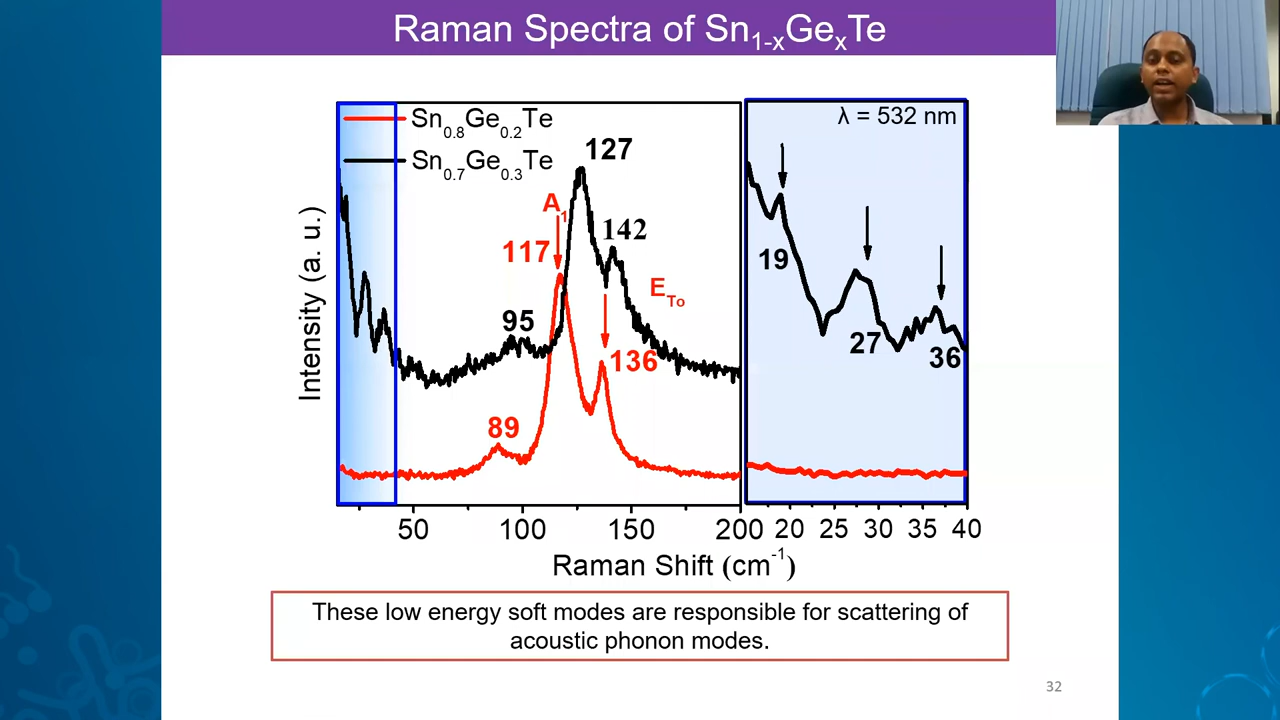 Raman Spectra of Sn1-xGexTe
Sn0.8Ge0.2Te
Sn0.7Ge0.3Te
λ = 532 nm
127
A1
142
117
ETo
95
136
89
19
27
36
Intensity (a. u.)
50 100 150 200 20 25 30 35 40
Raman Shift (cm-1)
These low energy soft modes are responsible for scattering of
acoustic phonon modes.
32